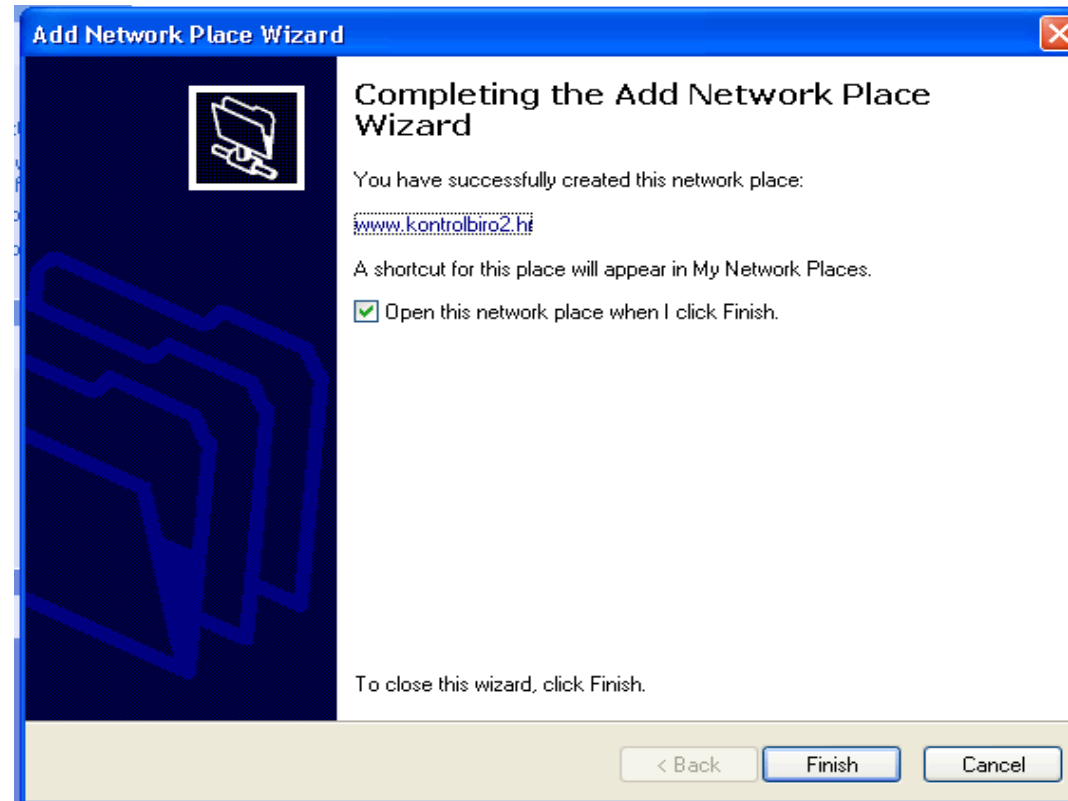 Add Network Place Wizard
Completing the Add Network Place
Wizard
You have successfully created this network place:
www.kontrolbiro2.hr
A shortcut for this place will appear in My Network Places.
Open this network place when I click Finish.
To close this wizard, click Finish.
< Back
Finish
Cancel